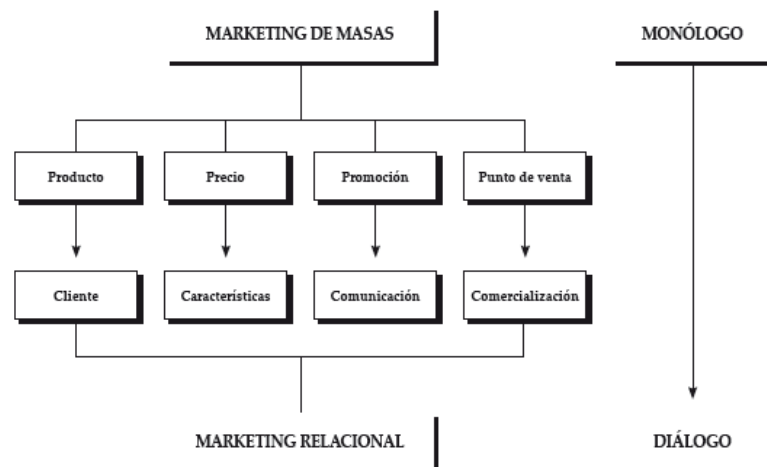 MARKETING DE MASAS
MONÓLOGO
Producto
Precio
Promoción
Punto de venta
Cliente
Características
Comunicación
Comercialización
MARKETING RELACIONAL
DIÁLOGO